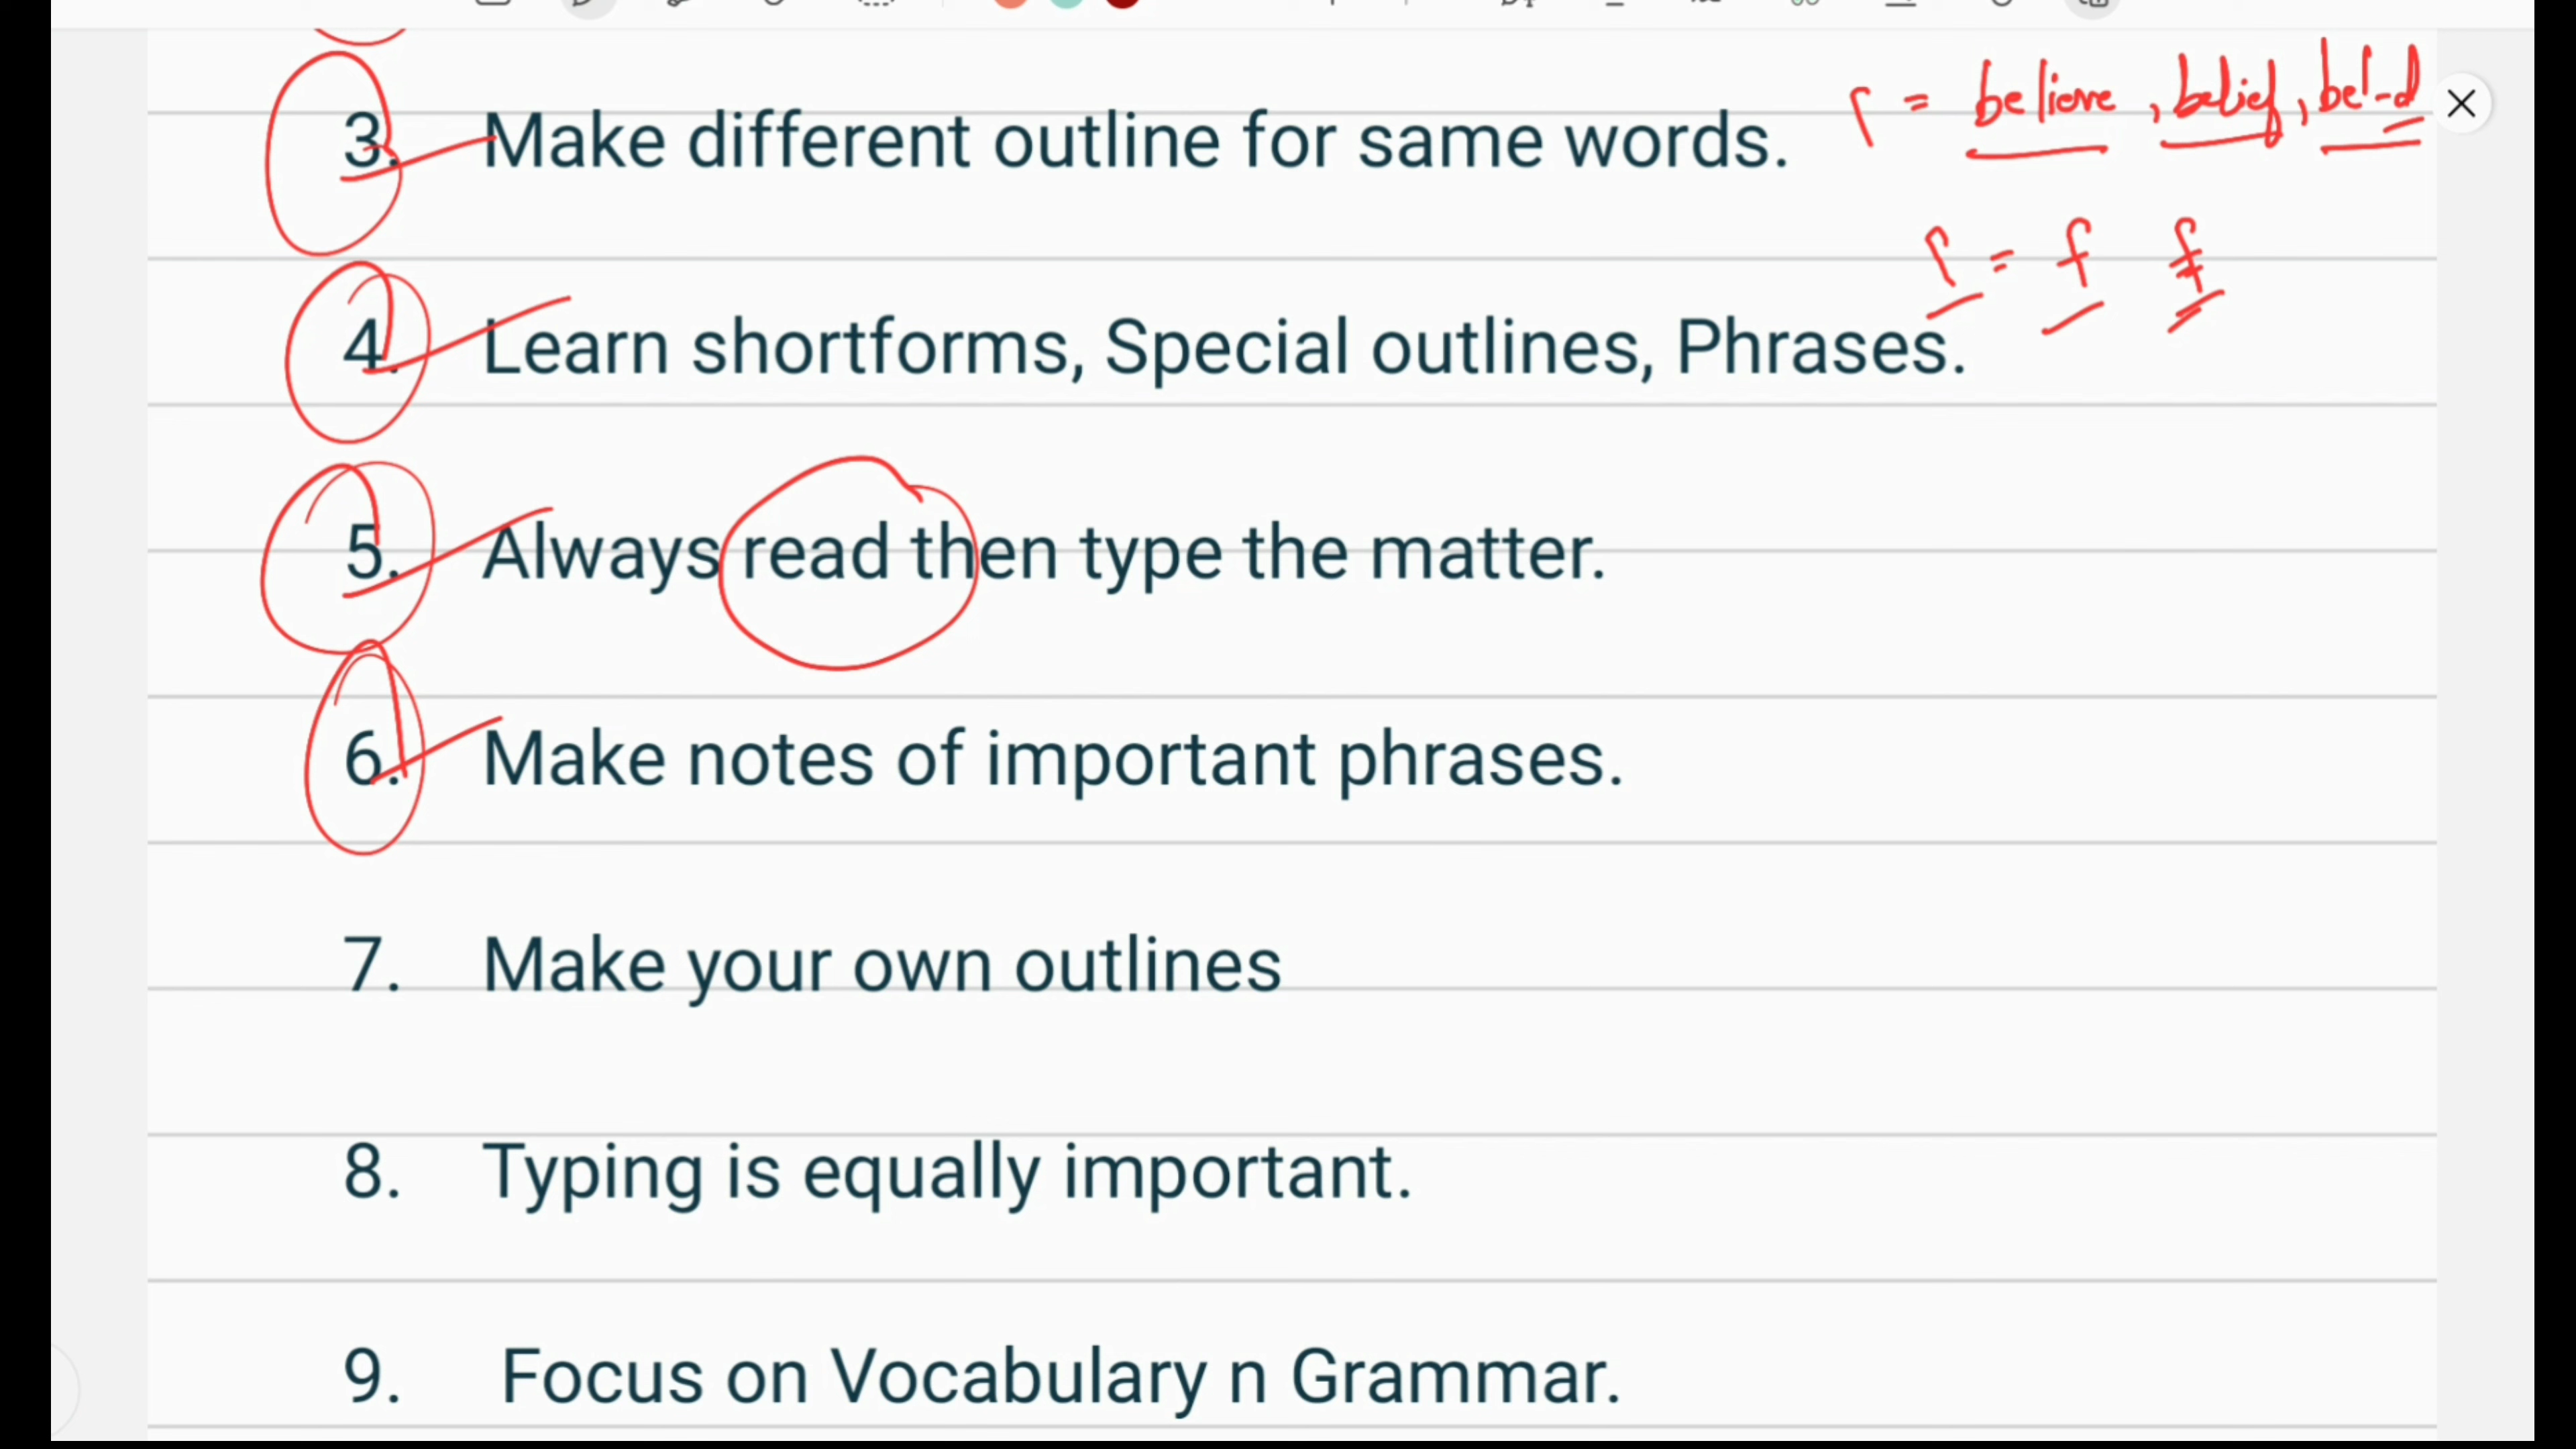 3. Make different outline for same words. = believe, belief, bel-d
4. Learn shortforms, Special outlines, Phrases.
5. Always read then type the matter.
6. Make notes of important phrases.
7. Make your own outlines
8. Typing is equally important.
9. Focus on Vocabulary n Grammar.